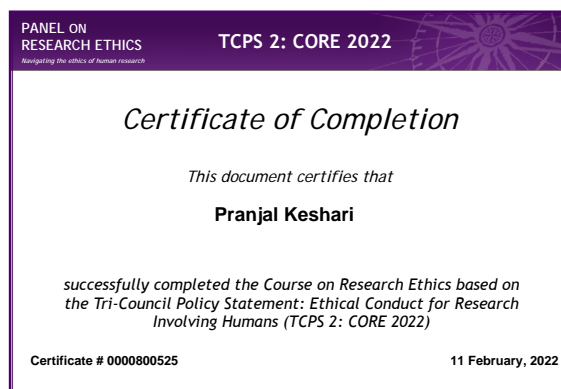 PANEL ON
RESEARCH ETHICS
Navigating the ethics of human research
TCPS 2: CORE 2022
Certificate of Completion
This document certifies that
Pranjal Keshari
successfully completed the Course on Research Ethics based on
the Tri-Council Policy Statement: Ethical Conduct for Research
Involving Humans (TCPS 2: CORE 2022)
Certificate # 0000800525
11 February, 2022